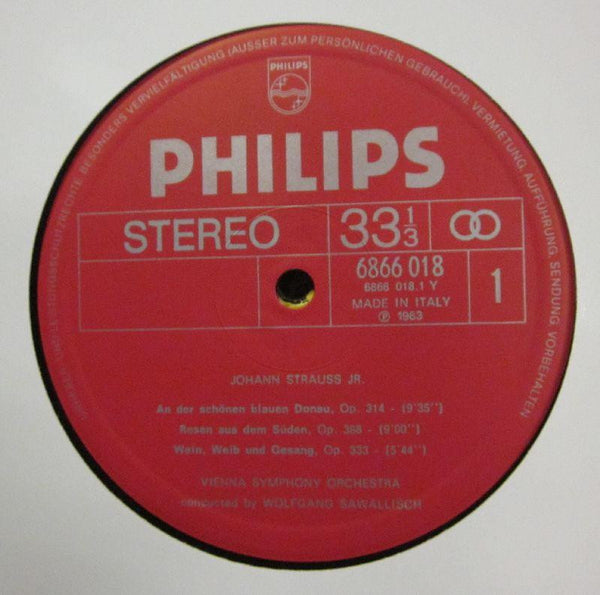 BESONDERS VERVIELFÄLTIGUNG (AUSSER ZUM PERSÖNLICHEN GEBRAUCH), VERMIETUNG, AUFFÜHRUNG, SENDUNG VORBEHALTEN
PHILIPS
PHILIPS
STEREO
33 1/3
6866 018
6866 018.1 Y
MADE IN ITALY
℗ 1963
1
JOHANN STRAUSS JR.
An der schönen blauen Donau, Op. 314 - (9'35'')
Rosen aus dem Süden, Op. 388 - (9'00'')
Wein, Weib und Gesang, Op. 333 - (5'44'')
VIENNA SYMPHONY ORCHESTRA
conducted by WOLFGANG SAWALLISCH